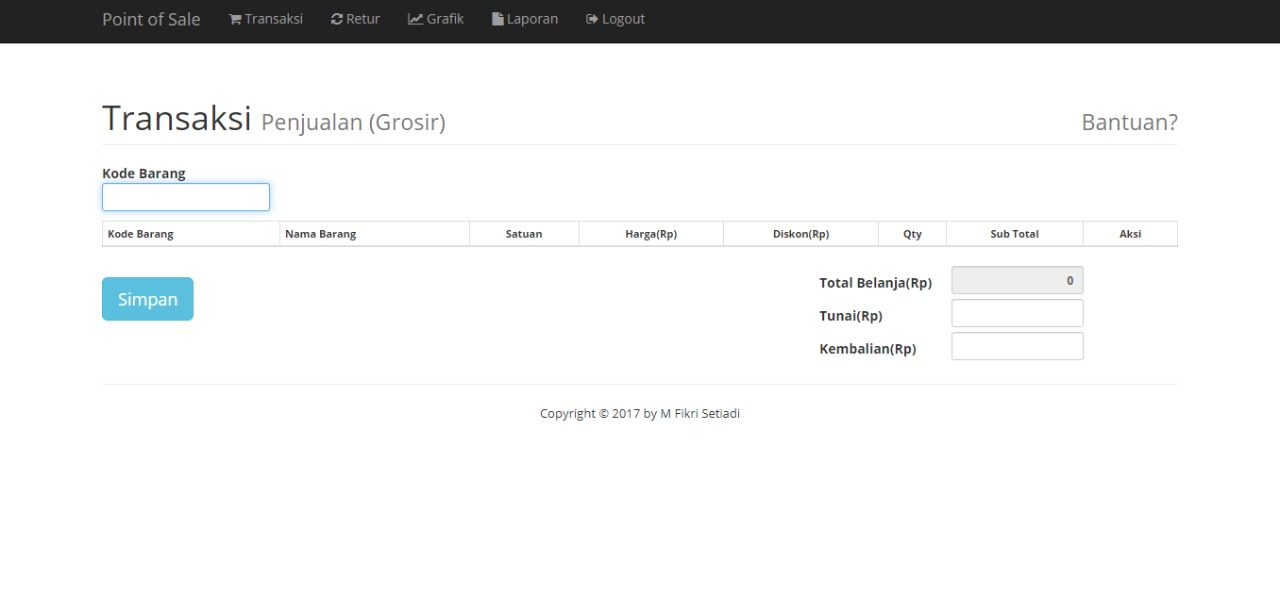 Point of Sale Transaksi Retur Grafik Laporan Logout
Transaksi Penjualan (Grosir) Bantuan?
Kode Barang
Kode Barang Nama Barang Satuan Harga(Rp) Diskon(Rp) Qty Sub Total Aksi
Simpan
Total Belanja(Rp) 0
Tunai(Rp)
Kembalian(Rp)
Copyright © 2017 by M Fikri Setiadi